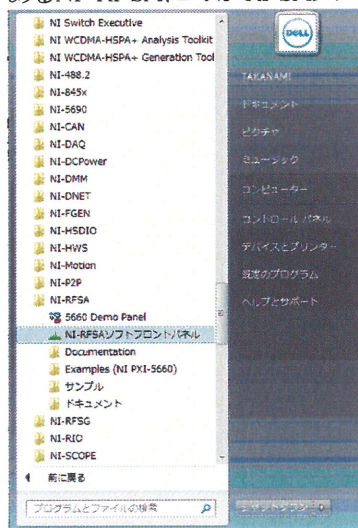 NI Switch Executive
NI WCDMA-HSPA+ Analysis Toolkit
NI WCDMA-HSPA+ Generation Tool
NI-488.2
NI-845x
NI-5690
NI-CAN
NI-DAQ
NI-DCPower
NI-DMM
NI-DNET
NI-FGEN
NI-HSDIO
NI-HWS
NI-Motion
NI-P2P
NI-RFSA
5660 Demo Panel
NI-RFSAソフトフロントパネル
Documentation
Examples (NI PXI-5660)
サンプル
ドキュメント
NI-RFSG
NI-RIO
NI-SCOPE
前に戻る
プログラムとファイルの検索
DELL
TAKANAMI
ドキュメント
ピクチャ
ミュージック
コンピューター
コントロール パネル
デバイスとプリンター
既定のプログラム
ヘルプとサポート
シャットダウン